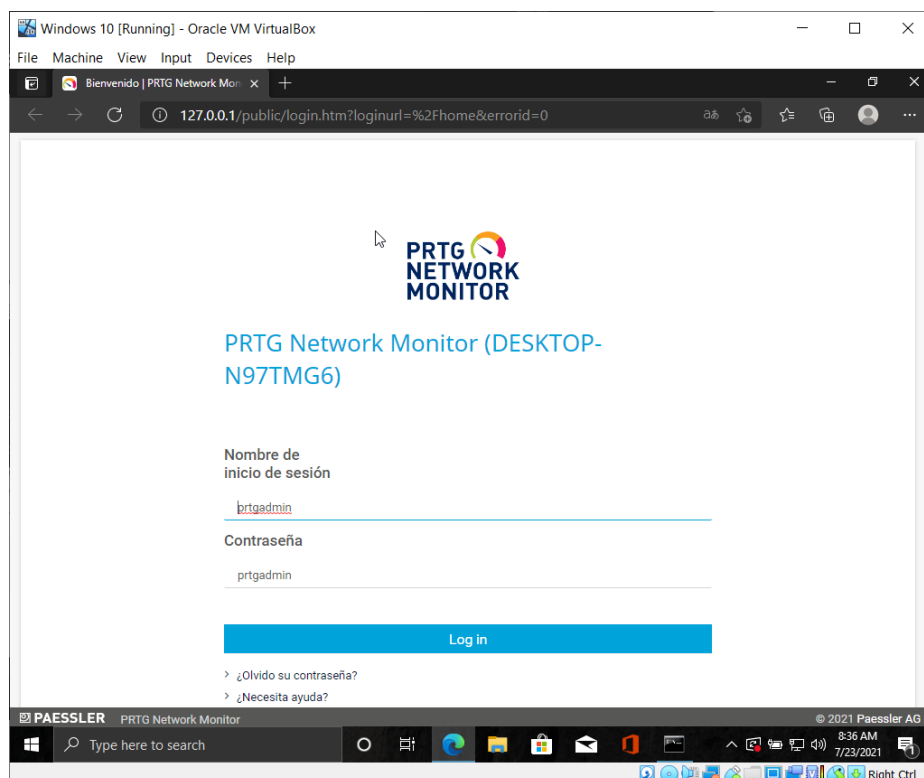 Windows 10 [Running] - Oracle VM VirtualBox
File Machine View Input Devices Help
Bienvenido | PRTG Network Mon
127.0.0.1/public/login.htm?loginurl=%2Fhome&errorid=0
PRTG
NETWORK
MONITOR
PRTG Network Monitor (DESKTOP-
N97TMG6)
Nombre de
inicio de sesión
prtgadmin
Contraseña
prtgadmin
Log in
¿Olvido su contraseña?
¿Necesita ayuda?
PAESSLER PRTG Network Monitor © 2021 Paessler AG
Type here to search
8:36 AM
7/23/2021
Right Ctrl